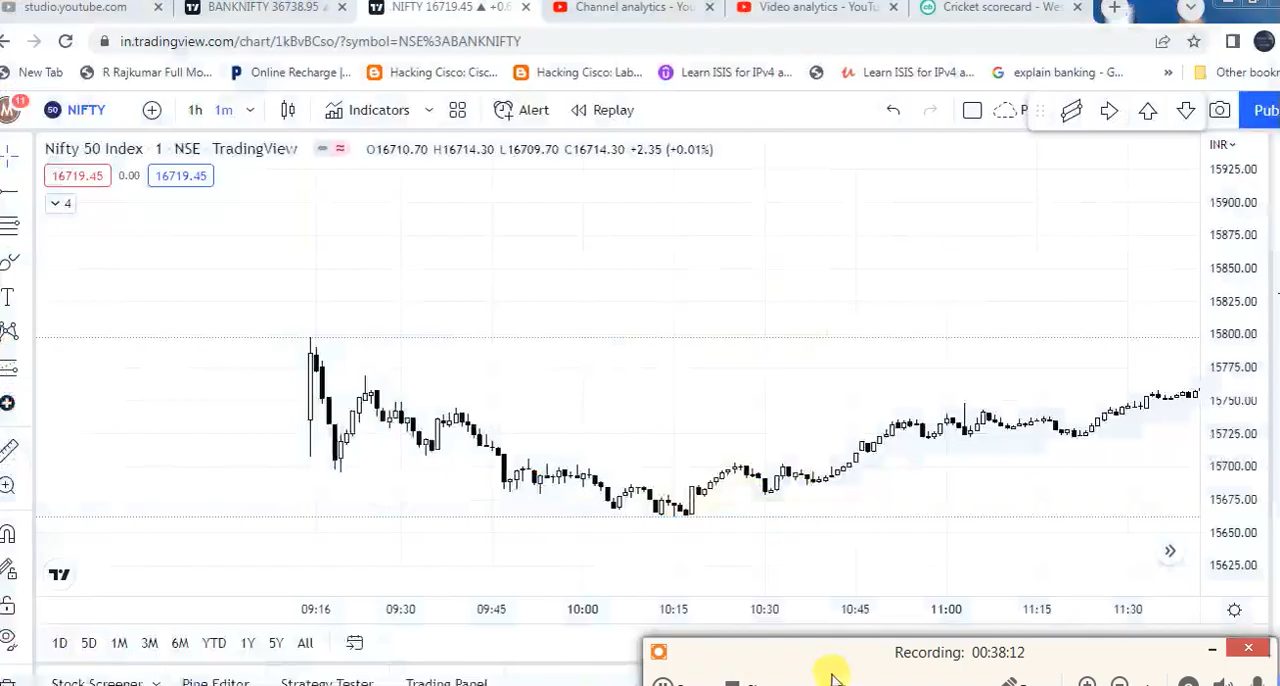 studio.youtube.com × BANKNIFTY 36738.95 × NIFTY 16719.45 ▲ +0.6 × Channel analytics - You × Video analytics - YouTu × Cricket scorecard - Wes ×
in.tradingview.com/chart/1kBvBCso/?symbol=NSE%3ABANKNIFTY
New Tab R Rajkumar Full Mo... Online Recharge |... Hacking Cisco: Cisc... Hacking Cisco: Lab... Learn ISIS for IPv4 a... Learn ISIS for IPv4 a... explain banking - G... » Other bookm
M 11 50 NIFTY 1h 1m Indicators Alert Replay P Pub
Nifty 50 Index · 1 · NSE TradingView O16710.70 H16714.30 L16709.70 C16714.30 +2.35 (+0.01%) INR
16719.45 0.00 16719.45
4
15925.00
15900.00
15875.00
15850.00
15825.00
15800.00
15775.00
15750.00
15725.00
15700.00
15675.00
15650.00
15625.00
09:16 09:30 09:45 10:00 10:15 10:30 10:45 11:00 11:15 11:30
1D 5D 1M 3M 6M YTD 1Y 5Y All
Recording: 00:38:12
Stock Screener Pine Editor Strategy Tester Trading Panel